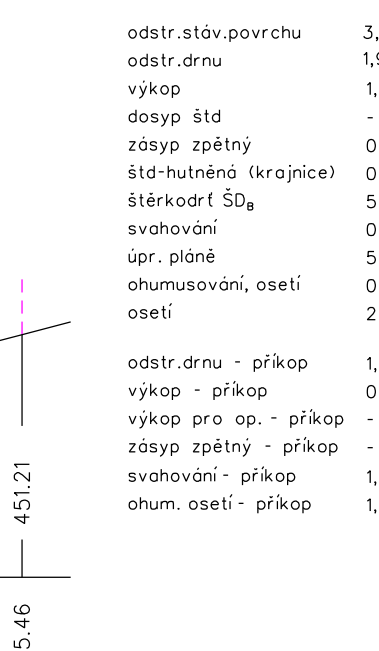 odstr.stáv.povrchu 3,
odstr.drnu 1,9
výkop 1,
dosyp štd -
zásyp zpětný 0
štd-hutněná (krajnice) 0
štěrkodrť ŠDB 5
svahování 0
úpr. pláně 5
ohumusování, osetí 0
osetí 2
odstr.drnu - příkop 1,
výkop - příkop 0
výkop pro op. - příkop -
zásyp zpětný - příkop -
svahování - příkop 1,
ohum. osetí - příkop 1,
451.21
5.46